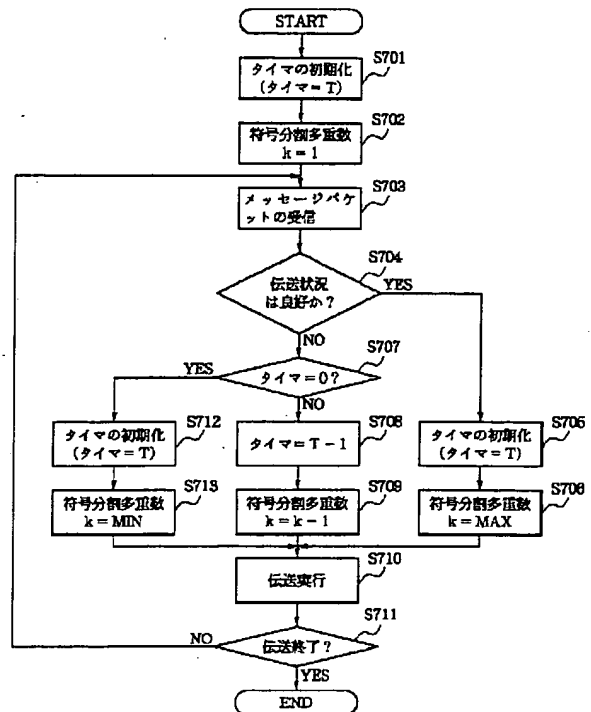 START
S701
タイマの初期化
(タイマ=T)
S702
符号分割多重数
k=1
S703
メッセージパケ
ットの受信
S704
伝送状況
は良好か?
YES
NO
S707
YES
タイマ=0?
NO
S712
タイマの初期化
(タイマ=T)
S708
タイマ=T-1
S705
タイマの初期化
(タイマ=T)
S713
符号分割多重数
k=MIN
S709
符号分割多重数
k=k-1
S706
符号分割多重数
k=MAX
S710
伝送実行
S711
NO
伝送終了?
YES
END